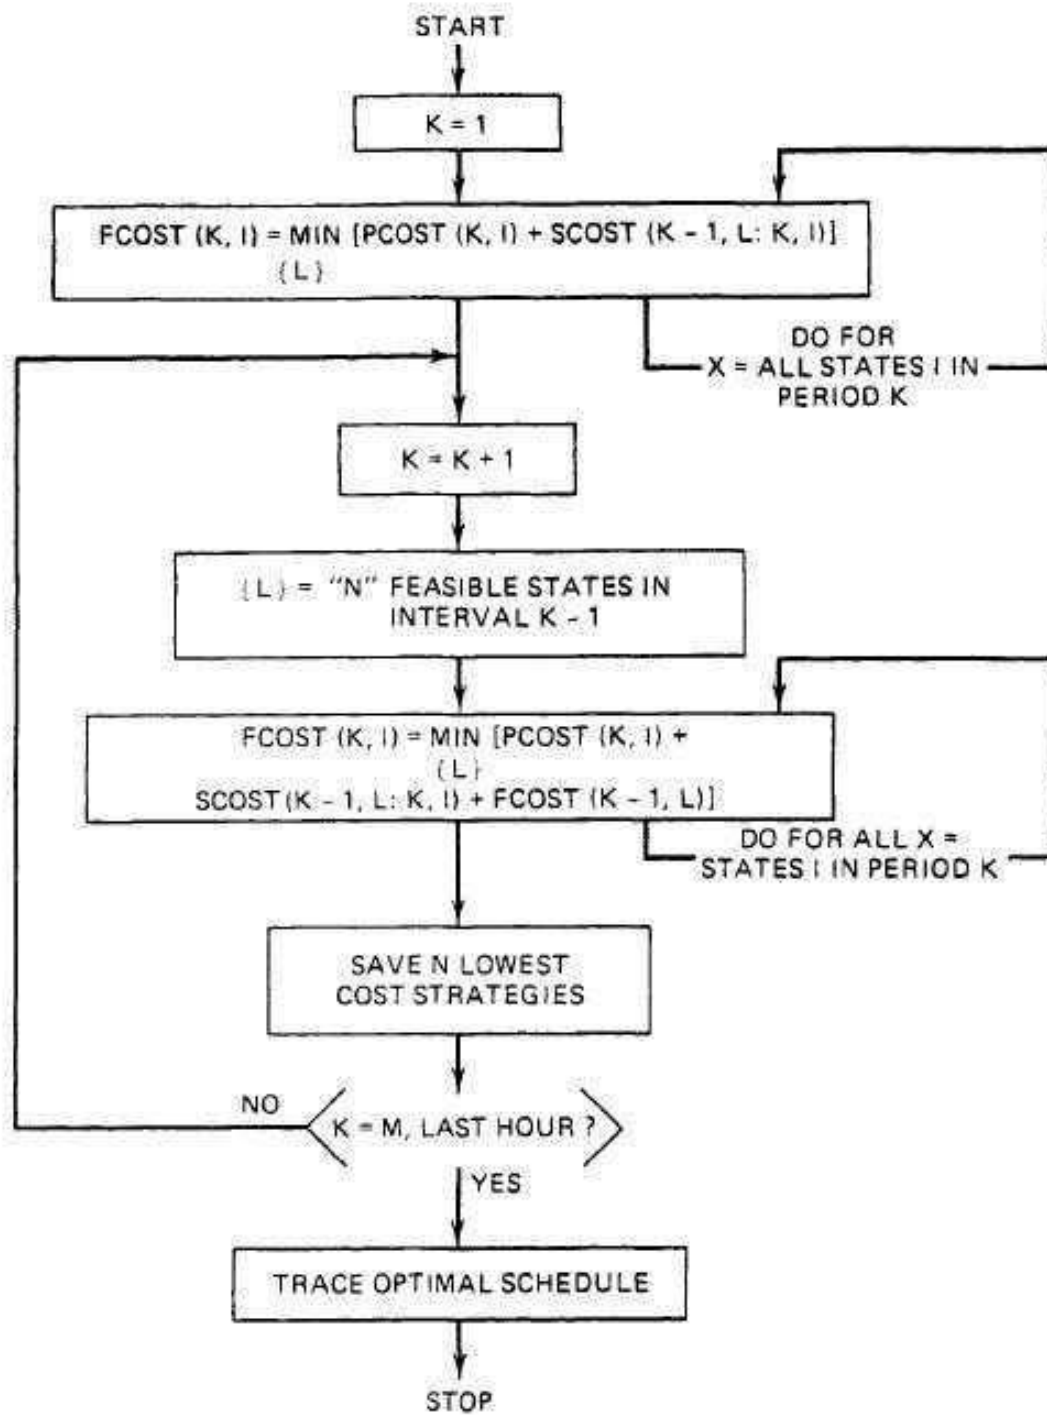 START
K = 1
FCOST (K, I) = MIN [PCOST (K, I) + SCOST (K - 1, L: K, I)]
{L}
DO FOR
X = ALL STATES I IN
PERIOD K
K = K + 1
{L} = "N" FEASIBLE STATES IN
INTERVAL K - 1
FCOST (K, I) = MIN [PCOST (K, I) +
{L}
SCOST (K - 1, L: K, I) + FCOST (K - 1, L)]
DO FOR ALL X =
STATES I IN PERIOD K
SAVE N LOWEST
COST STRATEGIES
NO
K = M, LAST HOUR ?
YES
TRACE OPTIMAL SCHEDULE
STOP